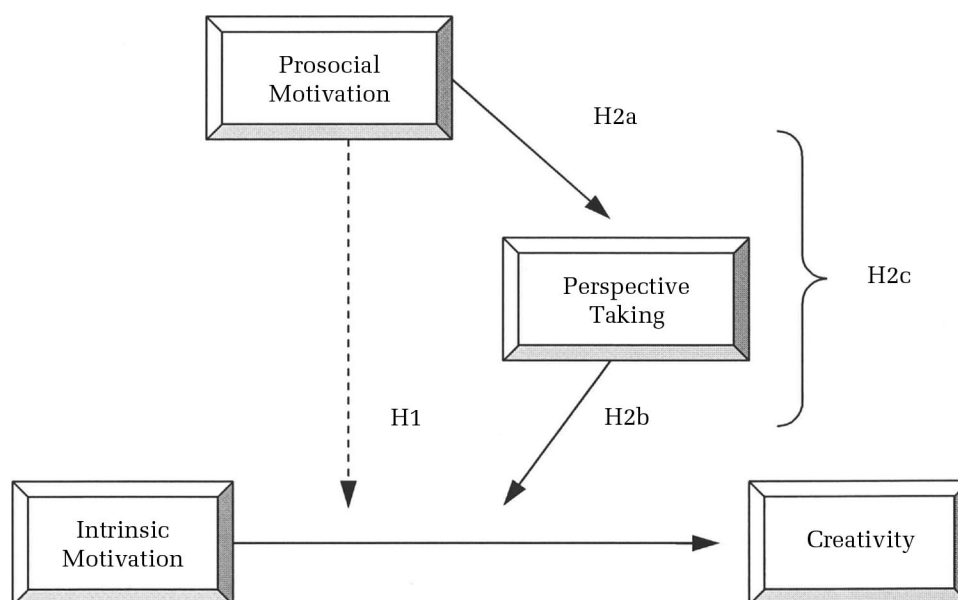 Prosocial
Motivation
H2a
Perspective
Taking
H2c
H1
H2b
Intrinsic
Motivation
Creativity